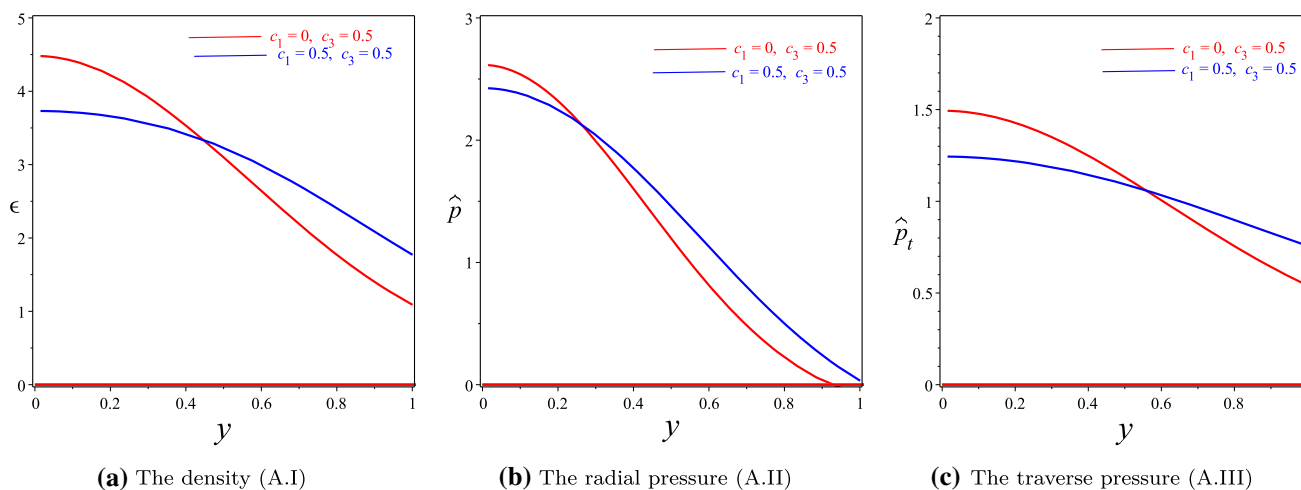 5
4
3
2
1
0
ϵ
c₁ = 0, c₃ = 0.5
c₁ = 0.5, c₃ = 0.5
0 0.2 0.4 0.6 0.8 1
y
(a) The density (A.I)
3
2
1
0
p̂
c₁ = 0, c₃ = 0.5
c₁ = 0.5, c₃ = 0.5
0 0.2 0.4 0.6 0.8 1
y
(b) The radial pressure (A.II)
2
1.5
1
0.5
0
p̂ₜ
c₁ = 0, c₃ = 0.5
c₁ = 0.5, c₃ = 0.5
0 0.2 0.4 0.6 0.8
y
(c) The traverse pressure (A.III)